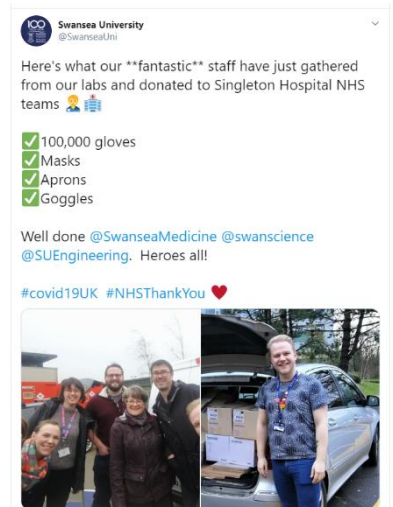 100
Swansea University
@SwanseaUni
Here's what our **fantastic** staff have just gathered
from our labs and donated to Singleton Hospital NHS
teams
100,000 gloves
Masks
Aprons
Goggles
Well done @SwanseaMedicine @swanscience
@SUEngineering. Heroes all!
#covid19UK #NHSThankYou